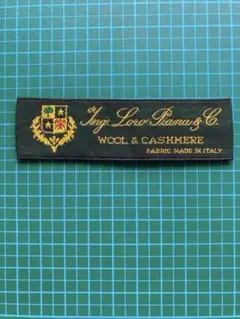 Ing. Loro Piana & C.
WOOL & CASHMERE
FABRIC MADE IN ITALY